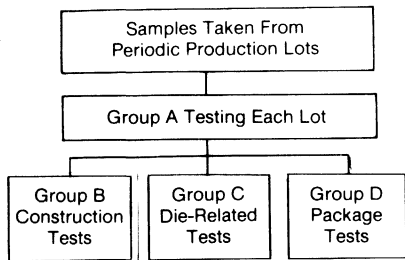 Samples Taken From
Periodic Production Lots
Group A Testing Each Lot
Group B
Construction
Tests
Group C
Die-Related
Tests
Group D
Package
Tests